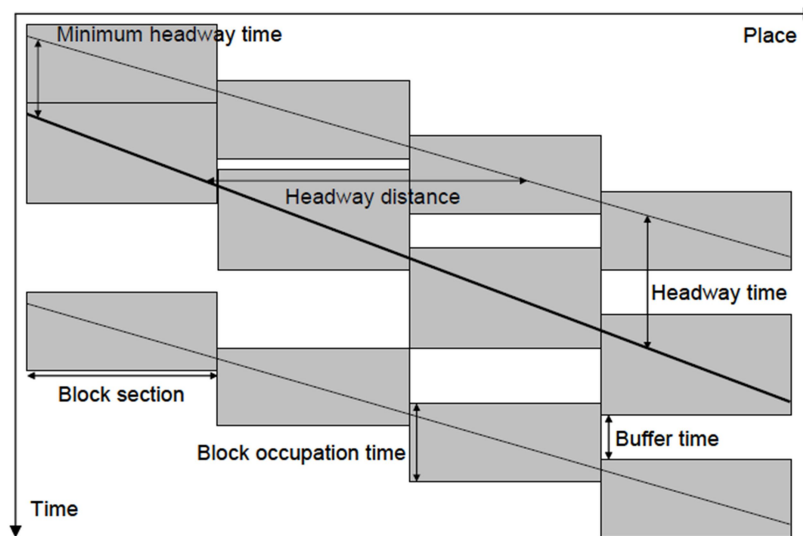 Minimum headway time
Place
Headway distance
Headway time
Block section
Block occupation time
Buffer time
Time